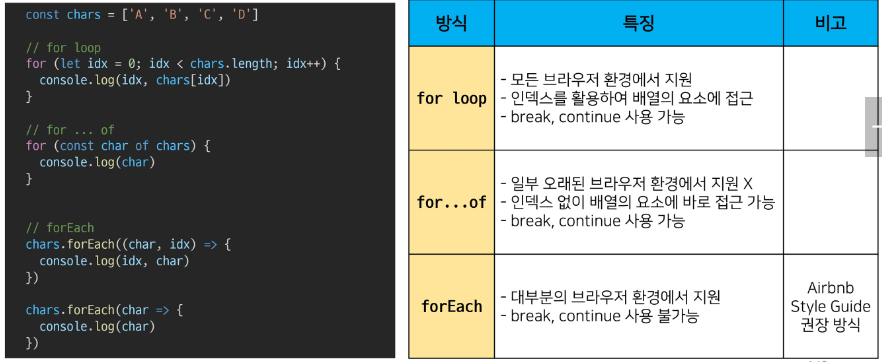 const chars = ['A', 'B', 'C', 'D']
// for loop
for (let idx = 0; idx < chars.length; idx++) {
  console.log(idx, chars[idx])
}
// for ... of
for (const char of chars) {
  console.log(char)
}
// forEach
chars.forEach((char, idx) => {
  console.log(idx, char)
})
chars.forEach(char => {
  console.log(char)
})
방식 특징 비고
for loop
- 모든 브라우저 환경에서 지원
- 인덱스를 활용하여 배열의 요소에 접근
- break, continue 사용 가능
for...of
- 일부 오래된 브라우저 환경에서 지원 X
- 인덱스 없이 배열의 요소에 바로 접근 가능
- break, continue 사용 가능
forEach
- 대부분의 브라우저 환경에서 지원
- break, continue 사용 불가능
Airbnb
Style Guide
권장 방식